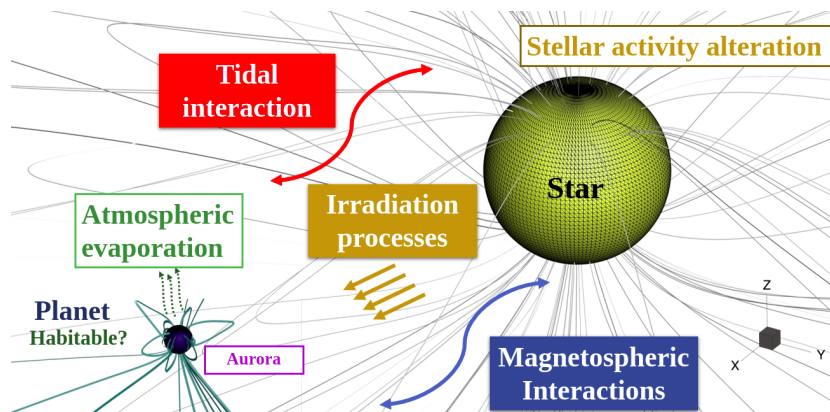 Stellar activity alteration
Tidal
interaction
Star
Atmospheric
evaporation
Irradiation
processes
Planet
Habitable?
Aurora
Magnetospheric
Interactions
Z
X
Y